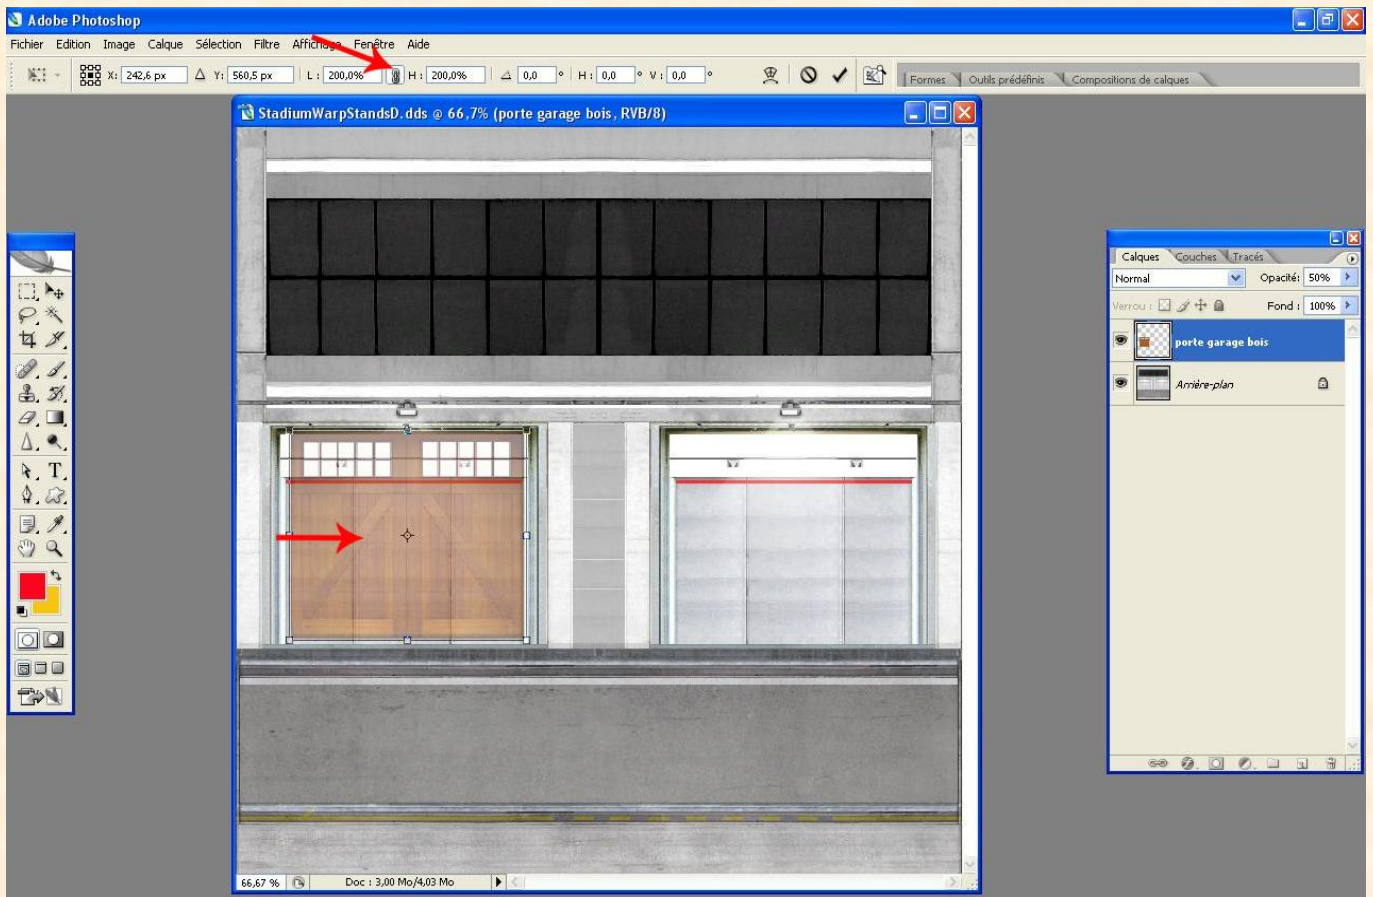 Adobe Photoshop
Fichier Edition Image Calque Sélection Filtre Affichage Fenêtre Aide
X: 242,6 px Y: 560,5 px L: 200,0% H: 200,0% 0,0 ° H: 0,0 ° V: 0,0 °
Formes Outils prédéfinis Compositions de calques
StadiumWarpStandsD.dds @ 66,7% (porte garage bois, RVB/8)
Calques Couches Tracés
Normal Opacité: 50%
Verrou : Fond : 100%
porte garage bois
Arrière-plan
66,67 % Doc : 3,00 Mo/4,03 Mo